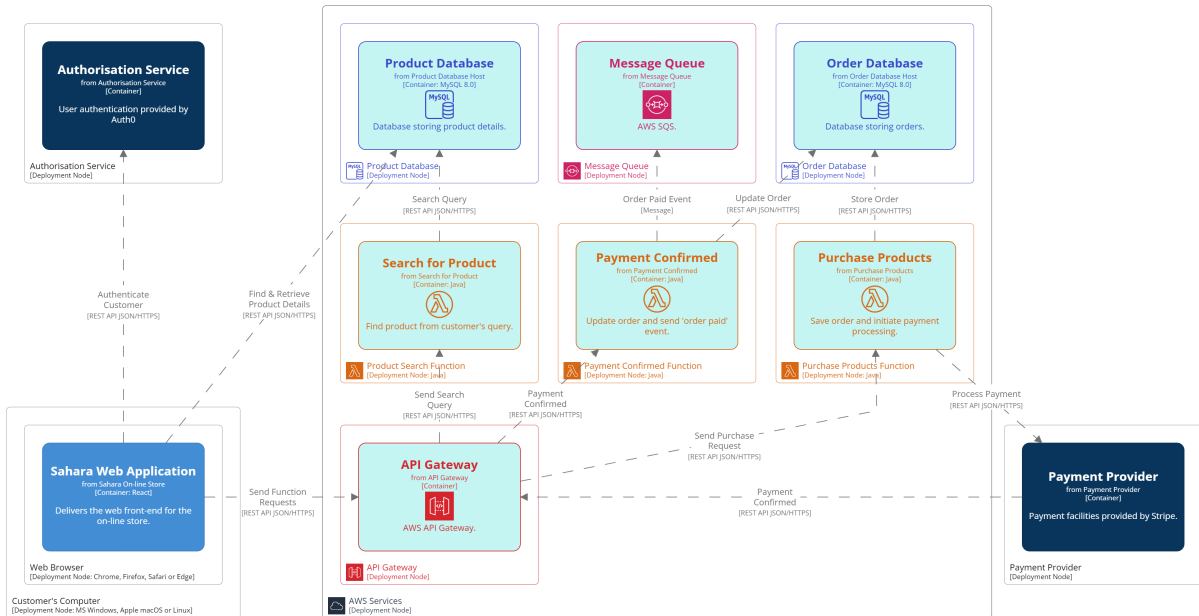 Authorisation Service
from Authorisation Service
[Container]
User authentication provided by
Auth0
Authorisation Service
[Deployment Node]
Product Database
from Product Database Host
[Container: MySQL 8.0]
MySQL
Database storing product details.
MySQL
Product Database
[Deployment Node]
Message Queue
from Message Queue
[Container]
AWS SQS.
Message Queue
[Deployment Node]
Order Database
from Order Database Host
[Container: MySQL 8.0]
MySQL
Database storing orders.
MySQL
Order Database
[Deployment Node]
Search Query
[REST API JSON/HTTPS]
Order Paid Event
[Message]
Update Order
[REST API JSON/HTTPS]
Store Order
[REST API JSON/HTTPS]
Search for Product
from Search for Product
[Container: Java]
Find product from customer's query.
Product Search Function
[Deployment Node: Java]
Payment Confirmed
from Payment Confirmed
[Container: Java]
Update order and send 'order paid'
event.
Payment Confirmed Function
[Deployment Node: Java]
Purchase Products
from Purchase Products
[Container: Java]
Save order and initiate payment
processing.
Purchase Products Function
[Deployment Node: Java]
Authenticate
Customer
[REST API JSON/HTTPS]
Find & Retrieve
Product Details
[REST API JSON/HTTPS]
Send Search
Query
[REST API JSON/HTTPS]
Payment
Confirmed
[REST API JSON/HTTPS]
Process Payment
[REST API JSON/HTTPS]
Send Purchase
Request
[REST API JSON/HTTPS]
Sahara Web Application
from Sahara On-line Store
[Container: React]
Delivers the web front-end for the
on-line store.
Web Browser
[Deployment Node: Chrome, Firefox, Safari or Edge]
Customer's Computer
[Deployment Node: MS Windows, Apple macOS or Linux]
Send Function
Requests
[REST API JSON/HTTPS]
API Gateway
from API Gateway
[Container]
AWS API Gateway.
API Gateway
[Deployment Node]
AWS Services
[Deployment Node]
Payment
Confirmed
[REST API JSON/HTTPS]
Payment Provider
from Payment Provider
[Container]
Payment facilities provided by Stripe.
Payment Provider
[Deployment Node]